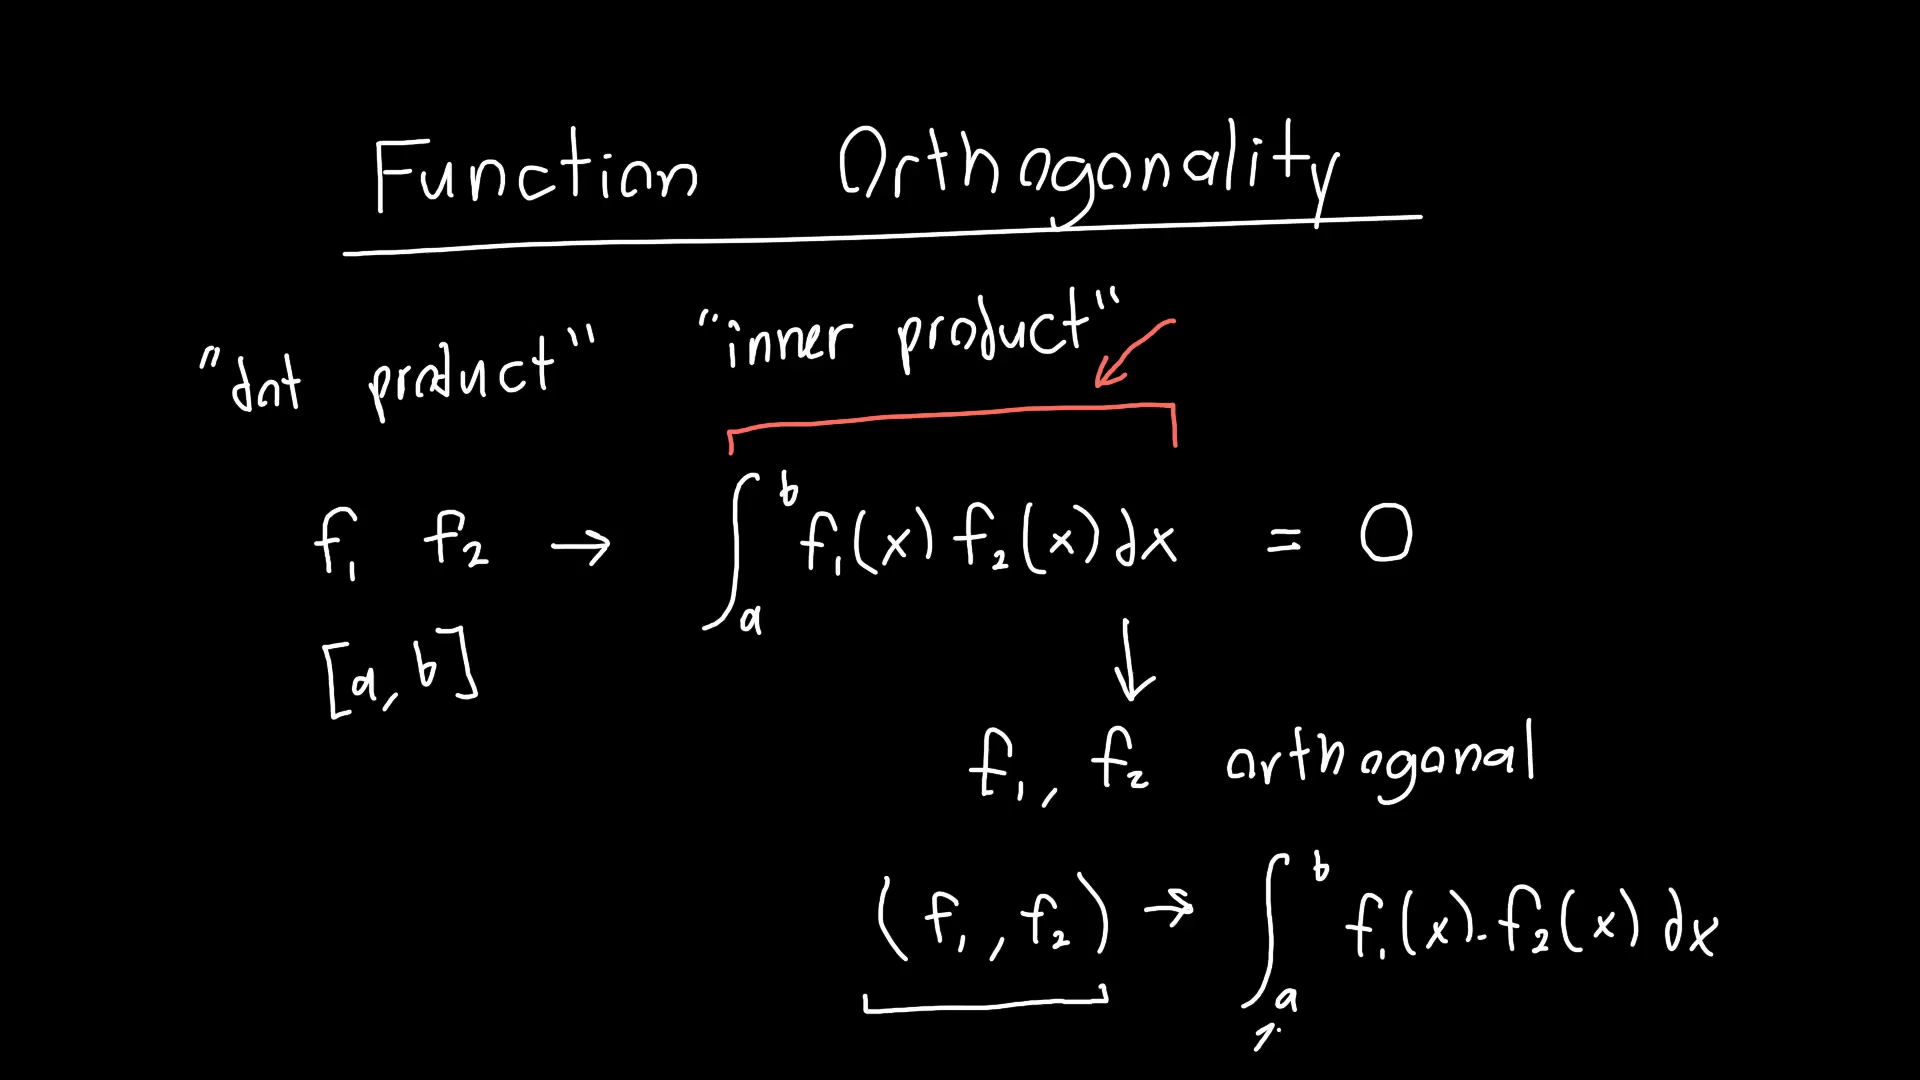 Function Orthogonality
"dot product" "inner product"
f₁ f₂ → ∫ₐᵇ f₁(x) f₂(x) dx = 0
[a, b]
↓
f₁, f₂ orthogonal
(f₁, f₂) → ∫ₐᵇ f₁(x) · f₂(x) dx